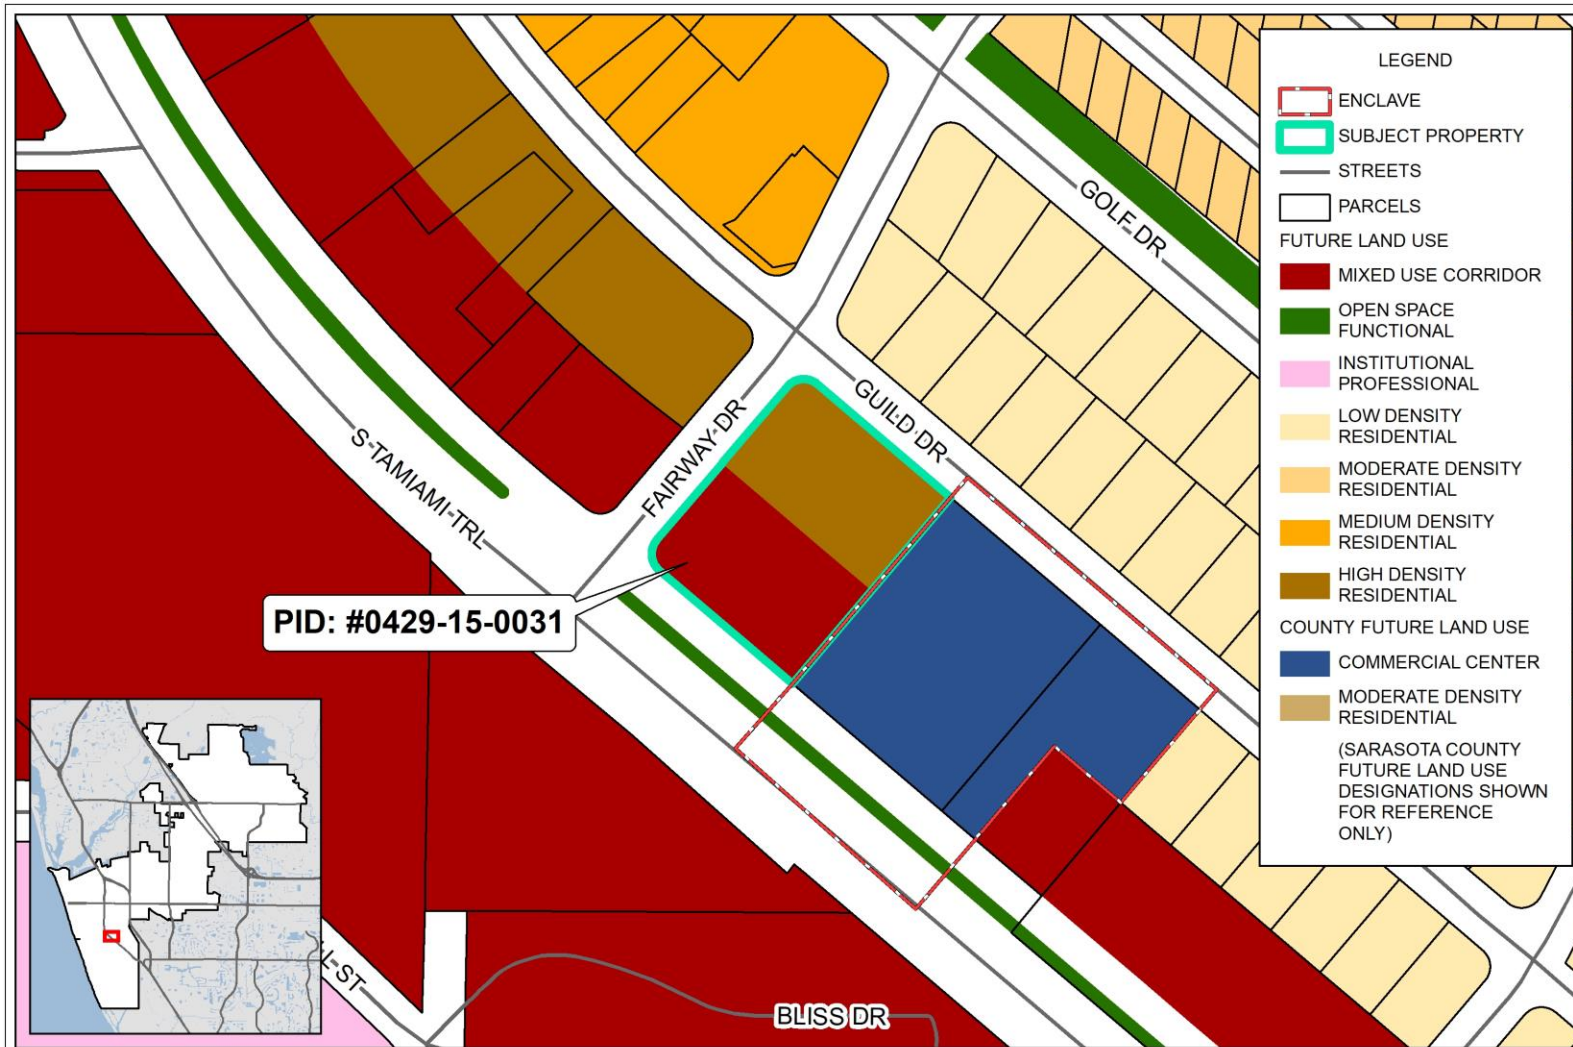 GOLF DR
GUILD DR
FAIRWAY DR
S TAMIAMI TRL
PID: #0429-15-0031
BLISS DR
L ST
LEGEND
ENCLAVE
SUBJECT PROPERTY
STREETS
PARCELS
FUTURE LAND USE
MIXED USE CORRIDOR
OPEN SPACE
FUNCTIONAL
INSTITUTIONAL
PROFESSIONAL
LOW DENSITY
RESIDENTIAL
MODERATE DENSITY
RESIDENTIAL
MEDIUM DENSITY
RESIDENTIAL
HIGH DENSITY
RESIDENTIAL
COUNTY FUTURE LAND USE
COMMERCIAL CENTER
MODERATE DENSITY
RESIDENTIAL
(SARASOTA COUNTY
FUTURE LAND USE
DESIGNATIONS SHOWN
FOR REFERENCE
ONLY)